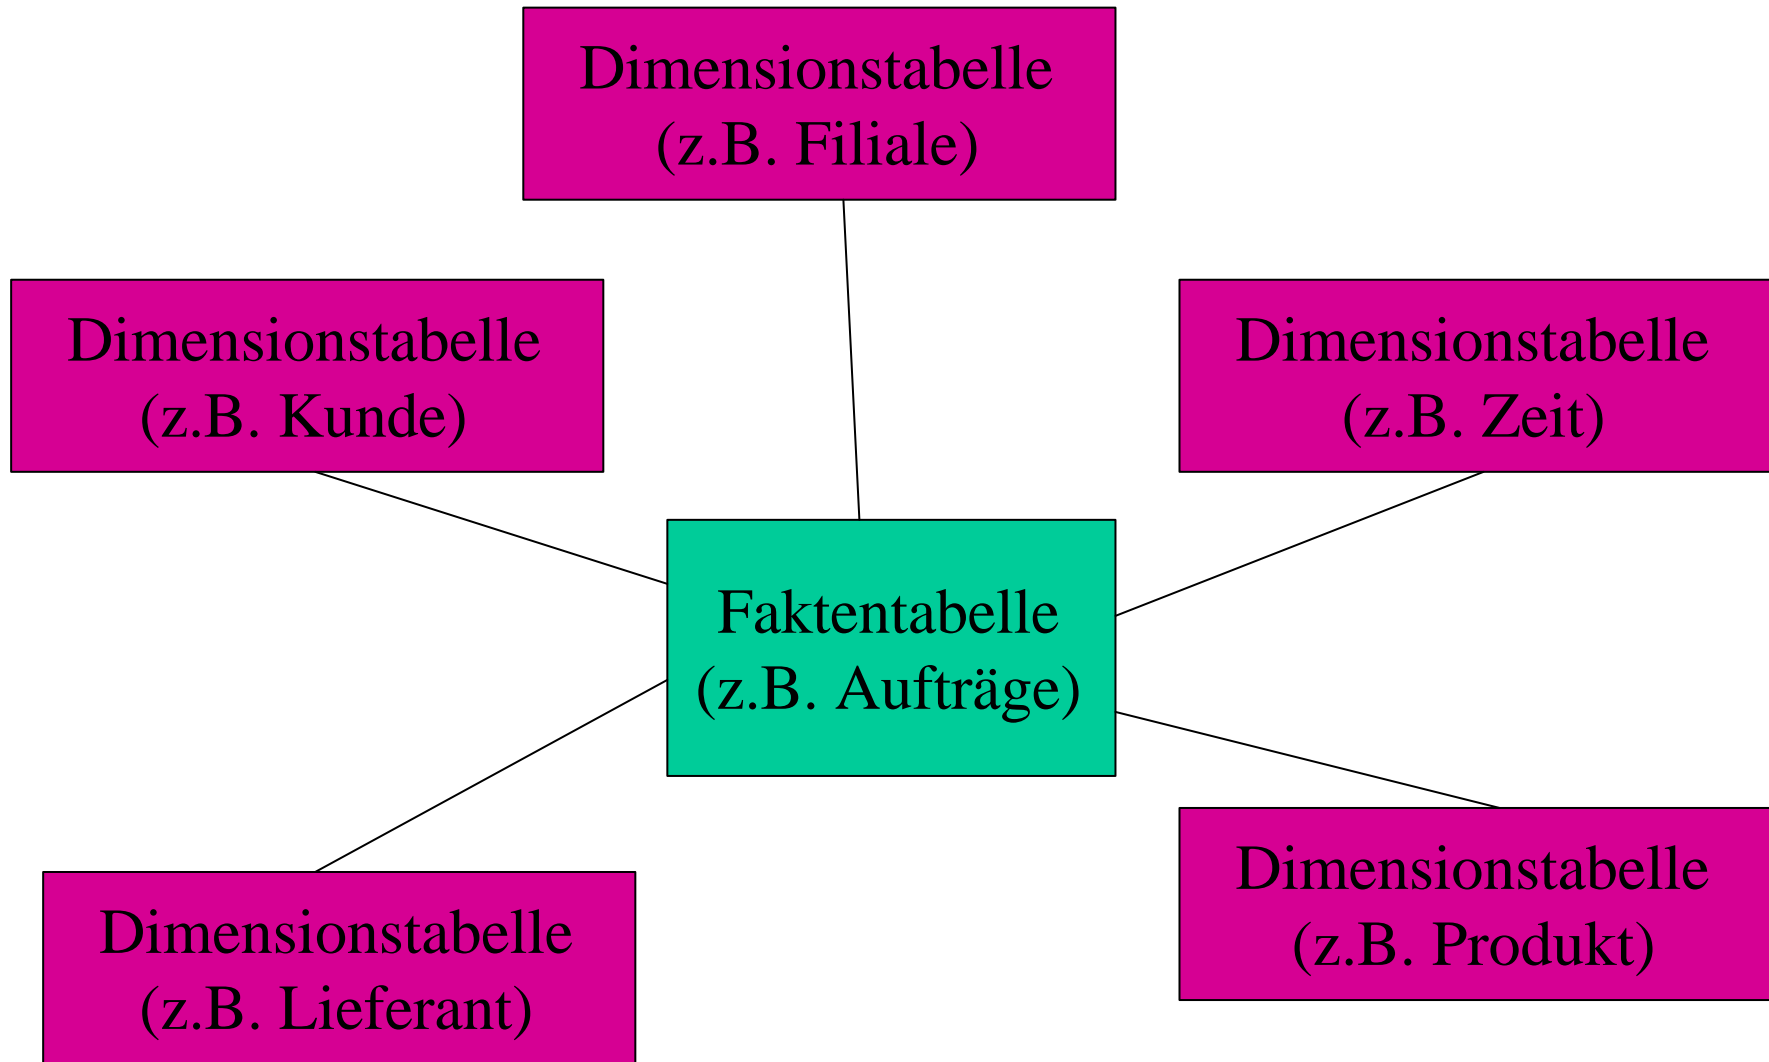 Dimensionstabelle
(z.B. Filiale)
Dimensionstabelle
(z.B. Kunde)
Dimensionstabelle
(z.B. Zeit)
Faktentabelle
(z.B. Aufträge)
Dimensionstabelle
(z.B. Produkt)
Dimensionstabelle
(z.B. Lieferant)